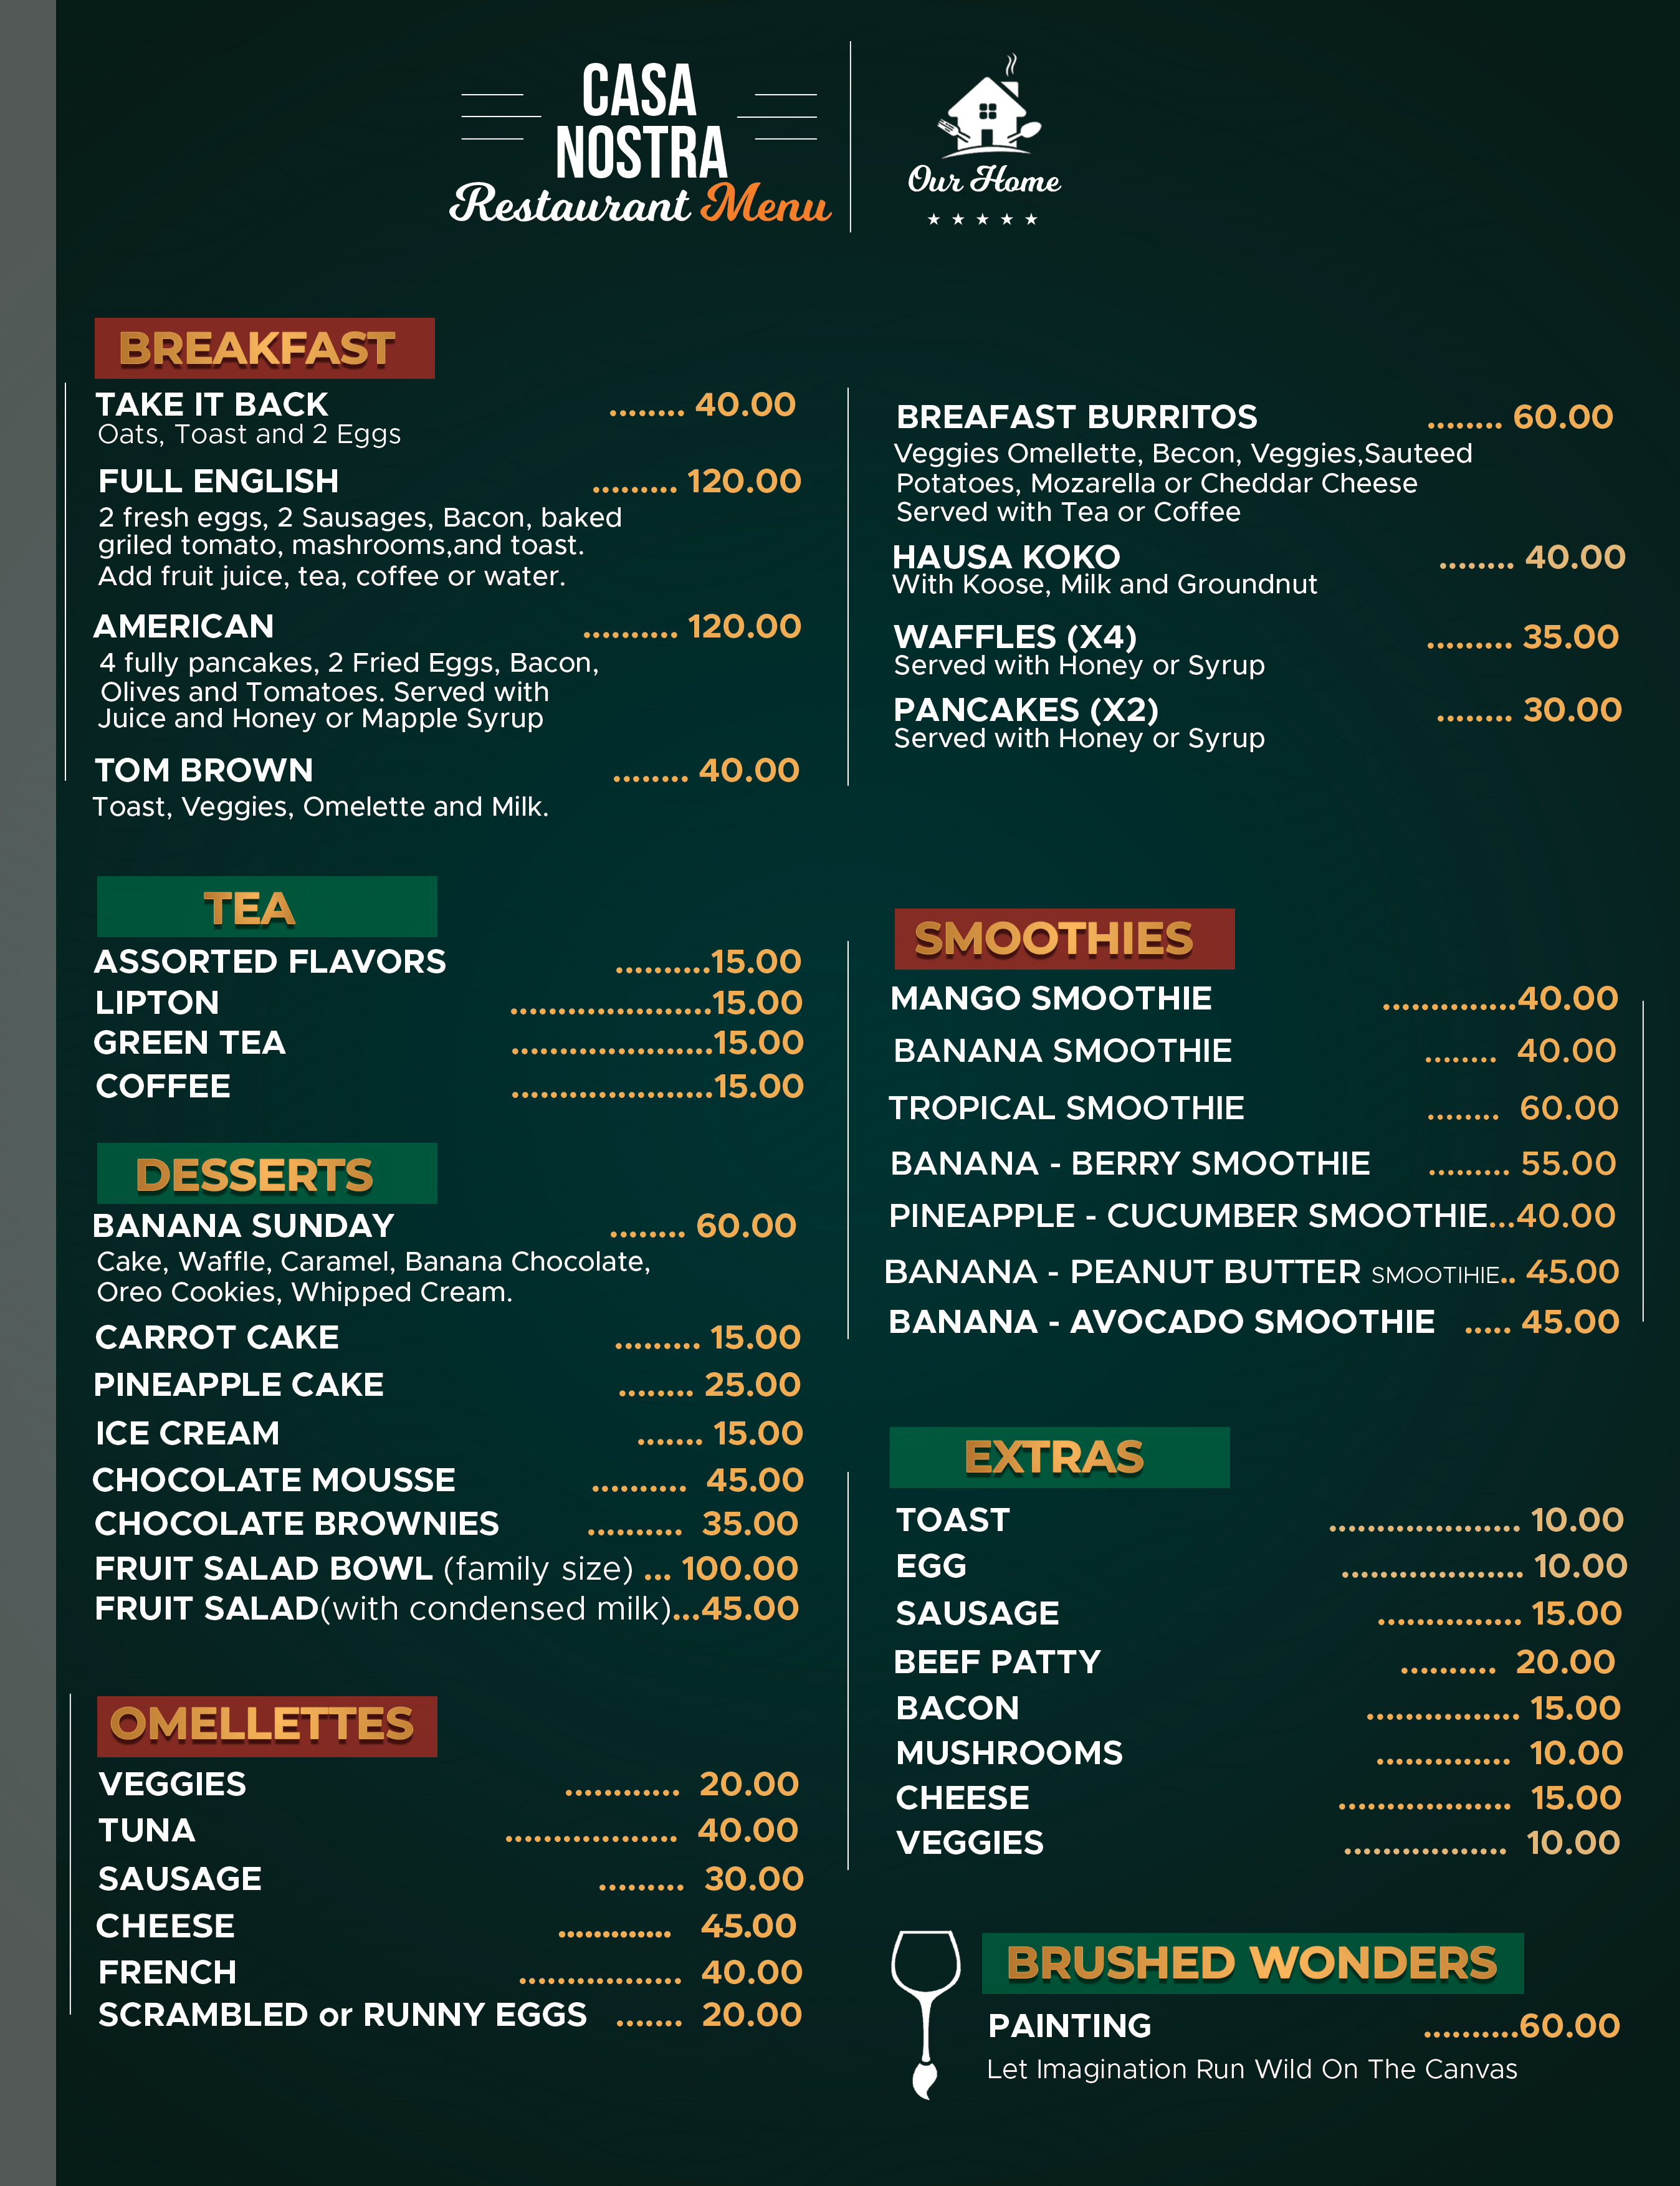 CASA
NOSTRA
Restaurant Menu
Our Home
BREAKFAST
TAKE IT BACK ........ 40.00
Oats, Toast and 2 Eggs
FULL ENGLISH ......... 120.00
2 fresh eggs, 2 Sausages, Bacon, baked
griled tomato, mashrooms,and toast.
Add fruit juice, tea, coffee or water.
AMERICAN .......... 120.00
4 fully pancakes, 2 Fried Eggs, Bacon,
Olives and Tomatoes. Served with
Juice and Honey or Mapple Syrup
TOM BROWN ........ 40.00
Toast, Veggies, Omelette and Milk.
BREAFAST BURRITOS ........ 60.00
Veggies Omellette, Becon, Veggies,Sauteed
Potatoes, Mozarella or Cheddar Cheese
Served with Tea or Coffee
HAUSA KOKO ........ 40.00
With Koose, Milk and Groundnut
WAFFLES (X4) ......... 35.00
Served with Honey or Syrup
PANCAKES (X2) ........ 30.00
Served with Honey or Syrup
TEA
ASSORTED FLAVORS ..........15.00
LIPTON .....................15.00
GREEN TEA .....................15.00
COFFEE .....................15.00
DESSERTS
BANANA SUNDAY ........ 60.00
Cake, Waffle, Caramel, Banana Chocolate,
Oreo Cookies, Whipped Cream.
CARROT CAKE ......... 15.00
PINEAPPLE CAKE ........ 25.00
ICE CREAM ....... 15.00
CHOCOLATE MOUSSE .......... 45.00
CHOCOLATE BROWNIES .......... 35.00
FRUIT SALAD BOWL (family size) ... 100.00
FRUIT SALAD(with condensed milk)...45.00
OMELLETTES
VEGGIES ............ 20.00
TUNA .................. 40.00
SAUSAGE ......... 30.00
CHEESE ............. 45.00
FRENCH ................. 40.00
SCRAMBLED or RUNNY EGGS ....... 20.00
SMOOTHIES
MANGO SMOOTHIE ..............40.00
BANANA SMOOTHIE ........ 40.00
TROPICAL SMOOTHIE ........ 60.00
BANANA - BERRY SMOOTHIE ......... 55.00
PINEAPPLE - CUCUMBER SMOOTHIE...40.00
BANANA - PEANUT BUTTER SMOOTIHIE.. 45.00
BANANA - AVOCADO SMOOTHIE ..... 45.00
EXTRAS
TOAST .................... 10.00
EGG ................... 10.00
SAUSAGE ............... 15.00
BEEF PATTY .......... 20.00
BACON ................ 15.00
MUSHROOMS .............. 10.00
CHEESE .................. 15.00
VEGGIES ................. 10.00
BRUSHED WONDERS
PAINTING ..........60.00
Let Imagination Run Wild On The Canvas